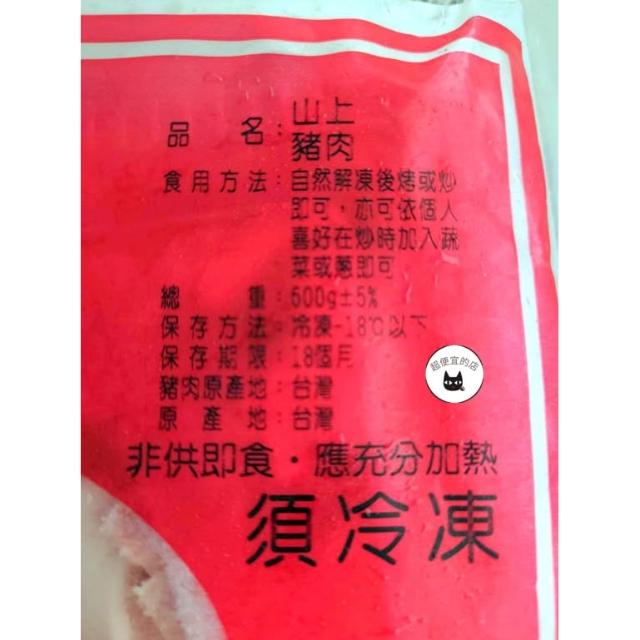 品名：山上
豬肉
食用方法：自然解凍後烤或炒
即可，亦可依個人
喜好在炒時加入蔬
菜或蔥即可
總重：600g±5%
保存方法：冷凍-18℃以下
保存期限：18個月
豬肉原產地：台灣
原產地：台灣
超便宜的店
非供即食·應充分加熱
須冷凍